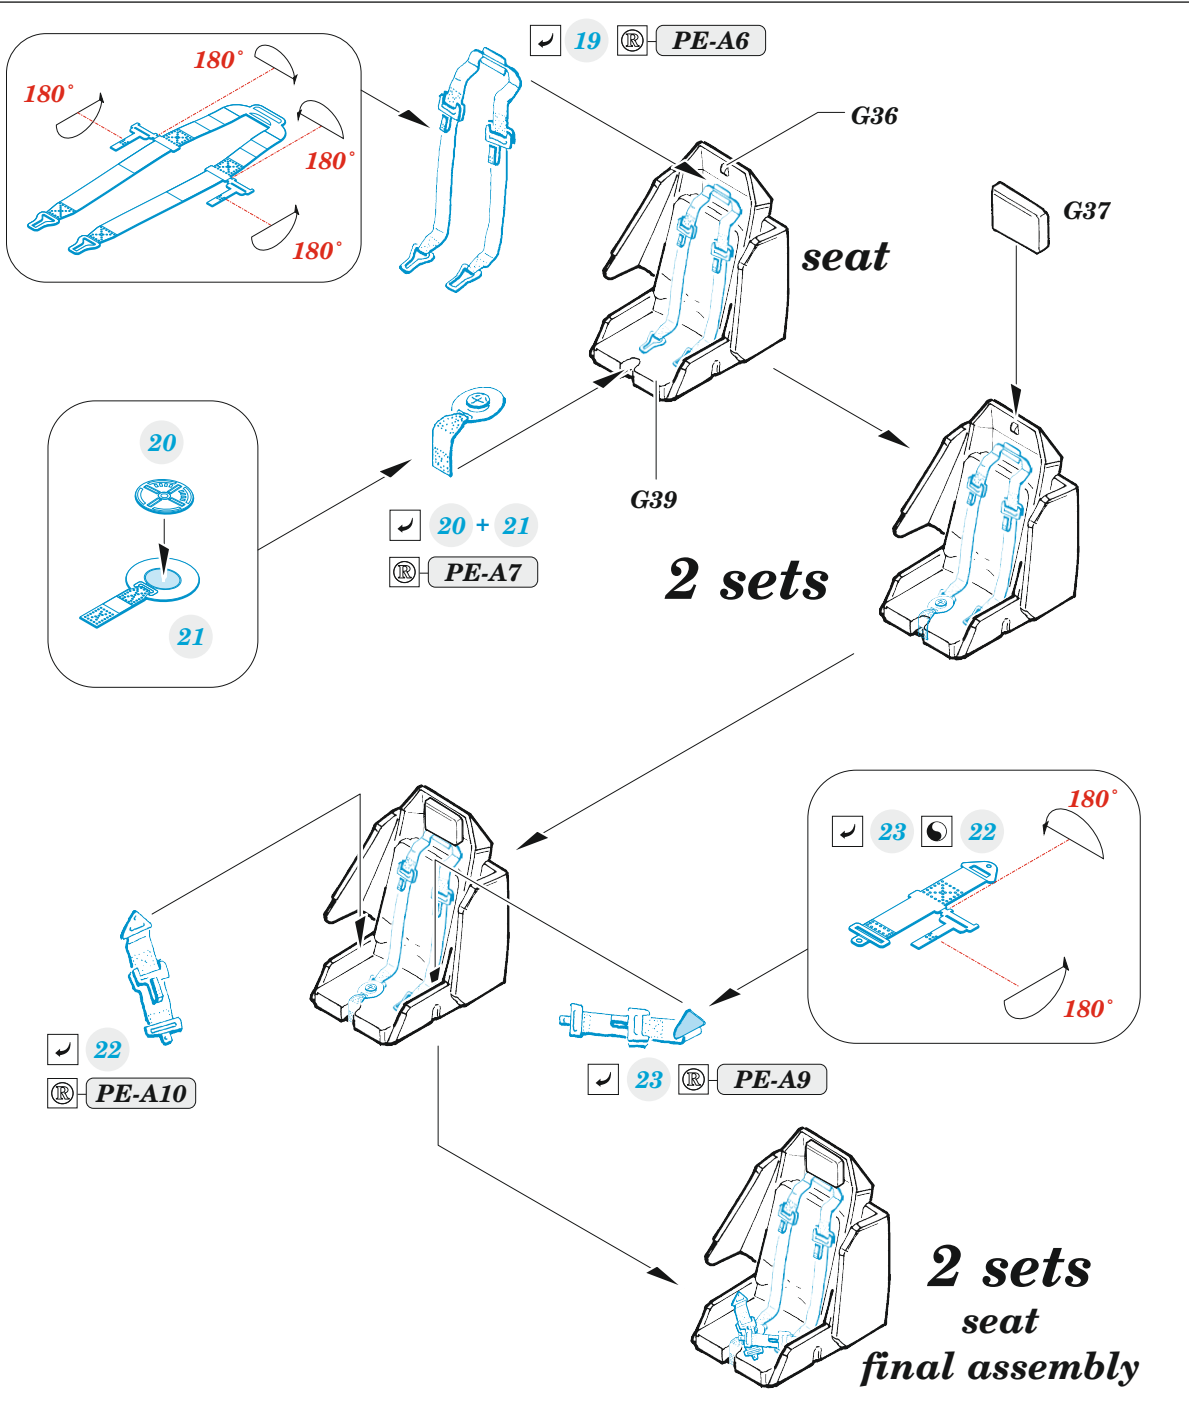 19 ® PE-A6
180°
180°
180°
180°
G36
G37
seat
20
21
20 + 21
® PE-A7
G39
2 sets
180°
23 22
180°
22
® PE-A10
23 ® PE-A9
2 sets
seat
final assembly